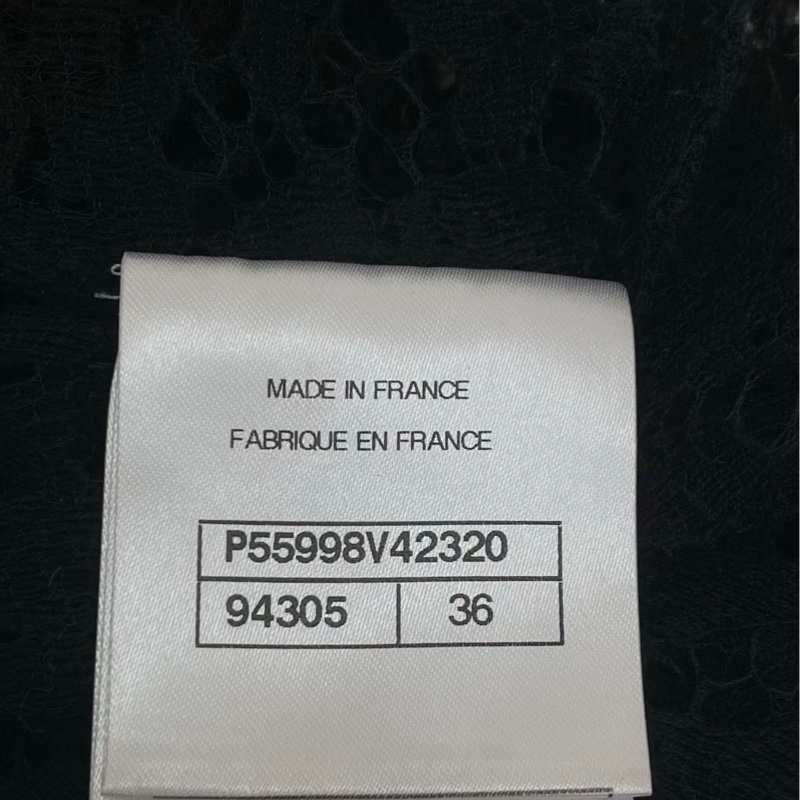 MADE IN FRANCE
FABRIQUE EN FRANCE
P55998V42320
94305 36